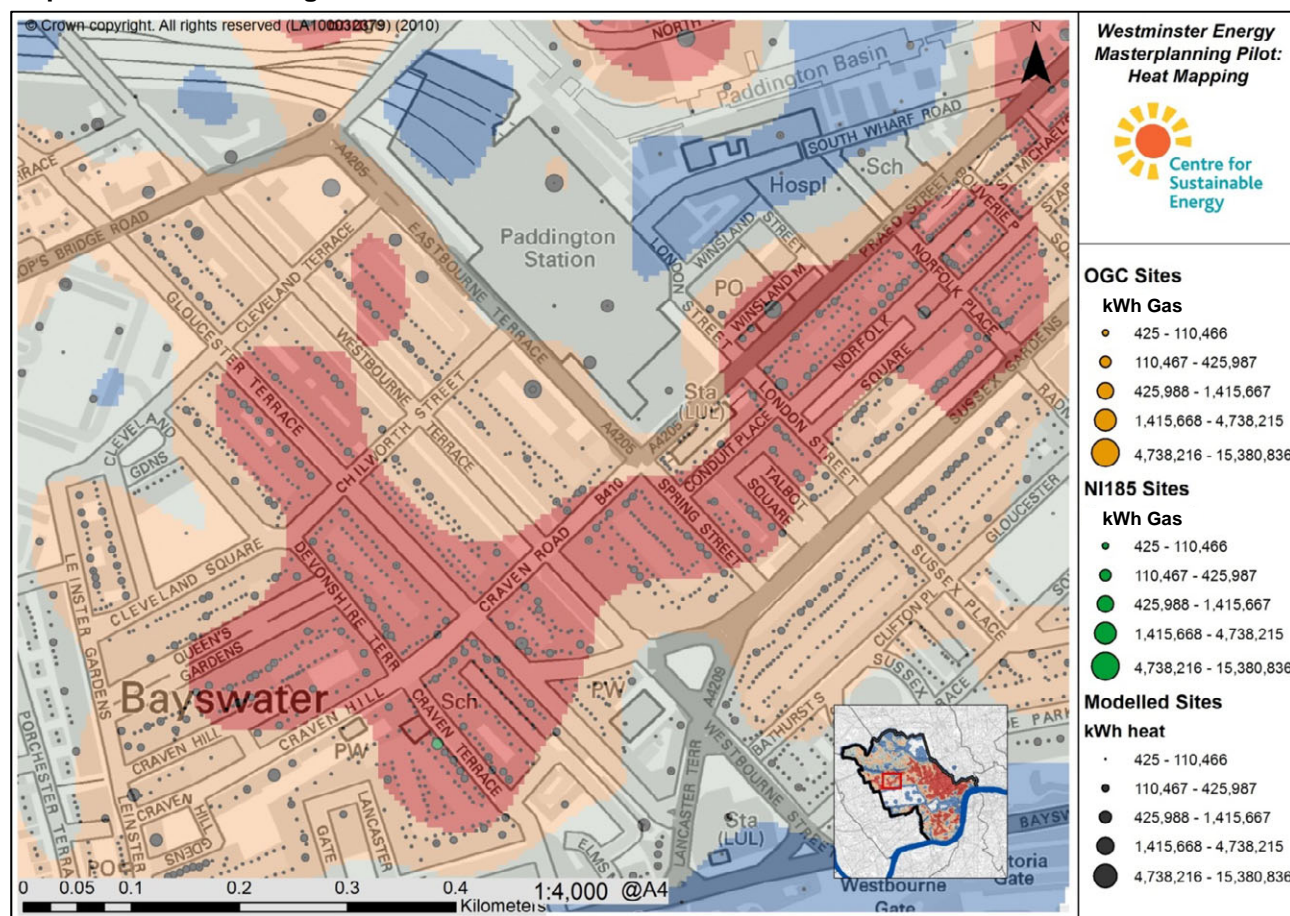 © Crown copyright. All rights reserved (LA100032379) (2010)
Westminster Energy
Masterplanning Pilot:
Heat Mapping
Centre for
Sustainable
Energy
OGC Sites
kWh Gas
425 - 110,466
110,467 - 425,987
425,988 - 1,415,667
1,415,668 - 4,738,215
4,738,216 - 15,380,836
NI185 Sites
kWh Gas
425 - 110,466
110,467 - 425,987
425,988 - 1,415,667
1,415,668 - 4,738,215
4,738,216 - 15,380,836
Modelled Sites
kWh heat
425 - 110,466
110,467 - 425,987
425,988 - 1,415,667
1,415,668 - 4,738,215
4,738,216 - 15,380,836
N
Paddington Basin
SOUTH WHARF ROAD
Sch
Hospl
A4205
BRIDGE ROAD
EASTBOURNE TERRACE
Paddington
Station
LONDON
STREET
WINSLAND
STREET
PO
WINSLAND M
PRAED STREET
BOUVERIE P
NORFOLK PLACE
NORFOLK
SQUARE
SUSSEX GARDENS
CLEVELAND TERRACE
GLOUCESTER TERRACE
WESTBOURNE
TERRACE
CHILWORTH
STREET
Sta
(LUL)
A4205
A4206
CONDUIT PLACE
LONDON STREET
B410
SPRING STREET
TALBOT
SQUARE
CRAVEN ROAD
CLEVELAND
GDNS
CLEVELAND SQUARE
DEVONSHIRE TERR
LEINSTER GARDENS
QUEEN'S
GARDENS
Bayswater
Sch
CRAVEN TERRACE
CRAVEN HILL
CRAVEN HILL
PW
PW
A4209
GLOUCESTER
SUSSEX PLACE
CLIFTON PL
SUSSEX
BATHURST S
WESTBOURNE STREET
LANCASTER TERR
LANCASTER
GATE
PORCHESTER TERRA
LEINSTER
CRAVEN
HILL
Sta
(LUL)
Westbourne
Gate
Gate
0 0.05 0.1 0.2 0.3 0.4
Kilometers
1:4,000 @A4